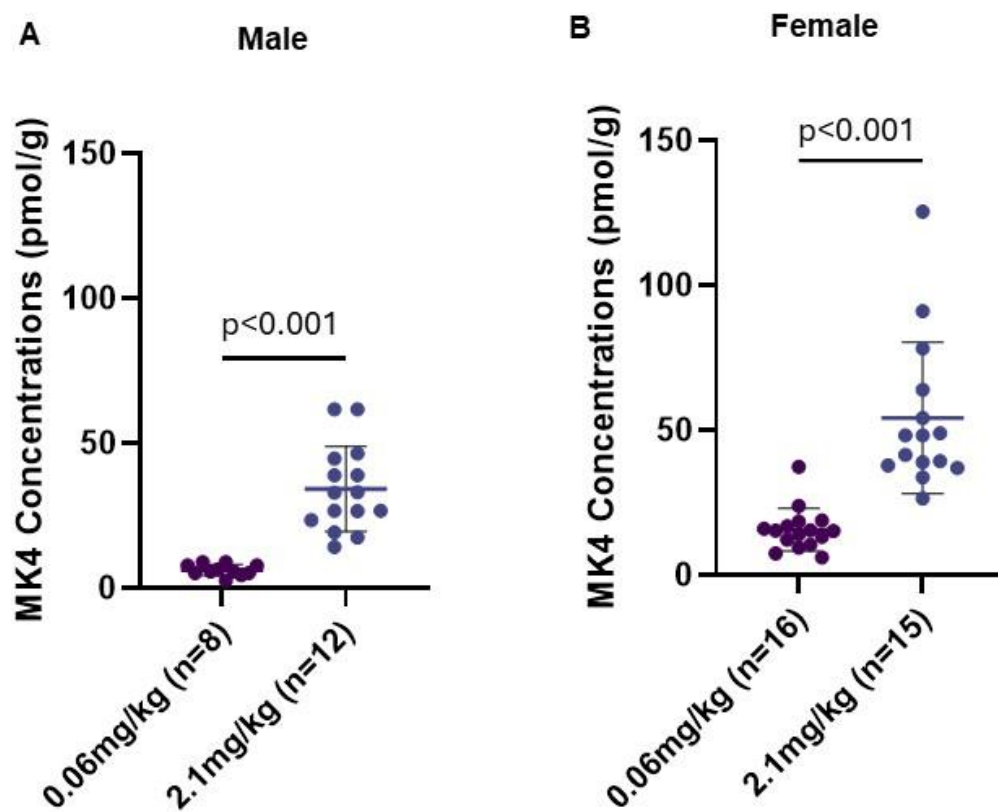 A
Male
MK4 Concentrations (pmol/g)
150
100
50
0
p<0.001
0.06mg/kg (n=8)
2.1mg/kg (n=12)
B
Female
MK4 Concentrations (pmol/g)
150
100
50
0
p<0.001
0.06mg/kg (n=16)
2.1mg/kg (n=15)